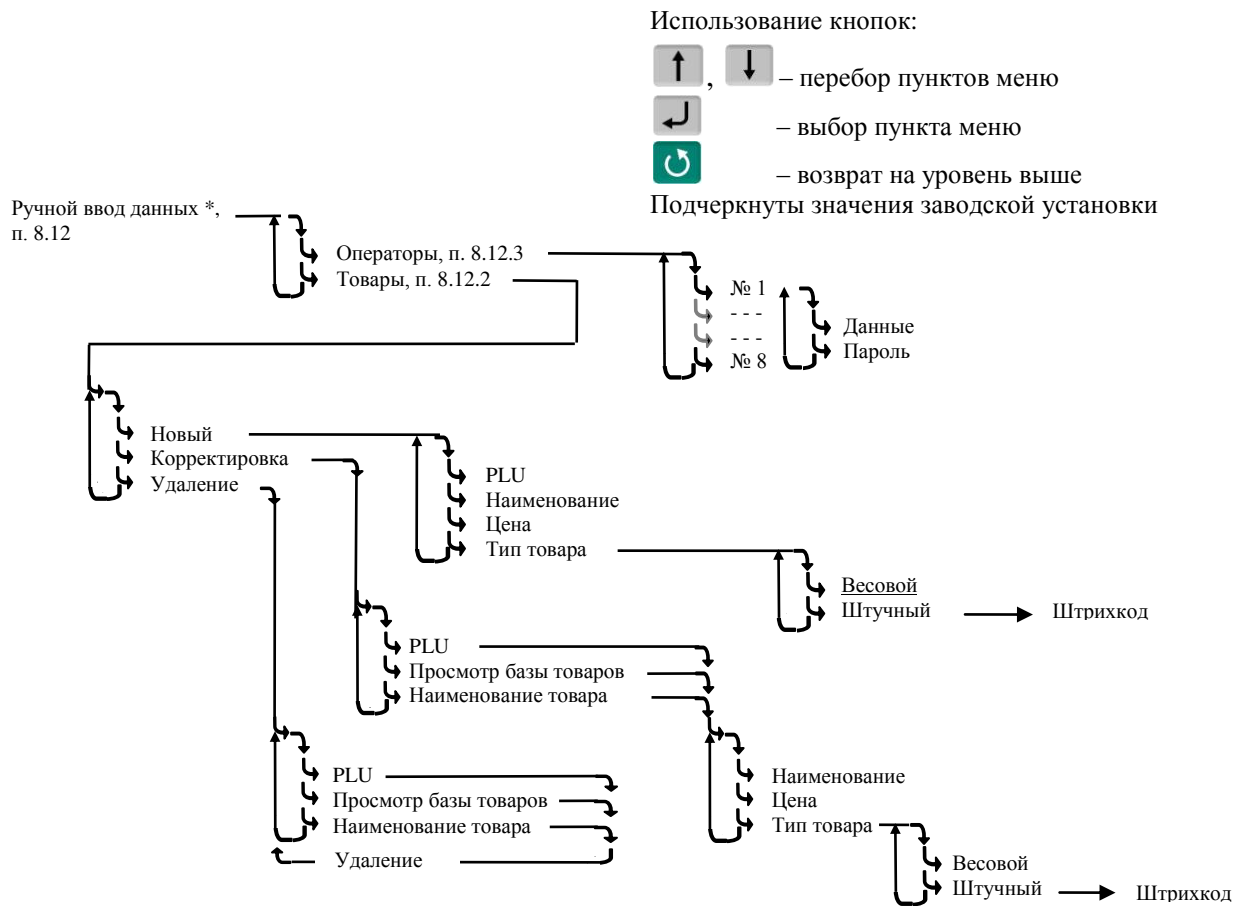 Использование кнопок:
, – перебор пунктов меню
– выбор пункта меню
– возврат на уровень выше
Подчеркнуты значения заводской установки
Ручной ввод данных *,
п. 8.12
Операторы, п. 8.12.3
Товары, п. 8.12.2
№ 1
- - -
- - -
№ 8
Данные
Пароль
Новый
Корректировка
Удаление
PLU
Наименование
Цена
Тип товара
Весовой
Штучный
Штрихкод
PLU
Просмотр базы товаров
Наименование товара
PLU
Просмотр базы товаров
Наименование товара
Удаление
Наименование
Цена
Тип товара
Весовой
Штучный
Штрихкод